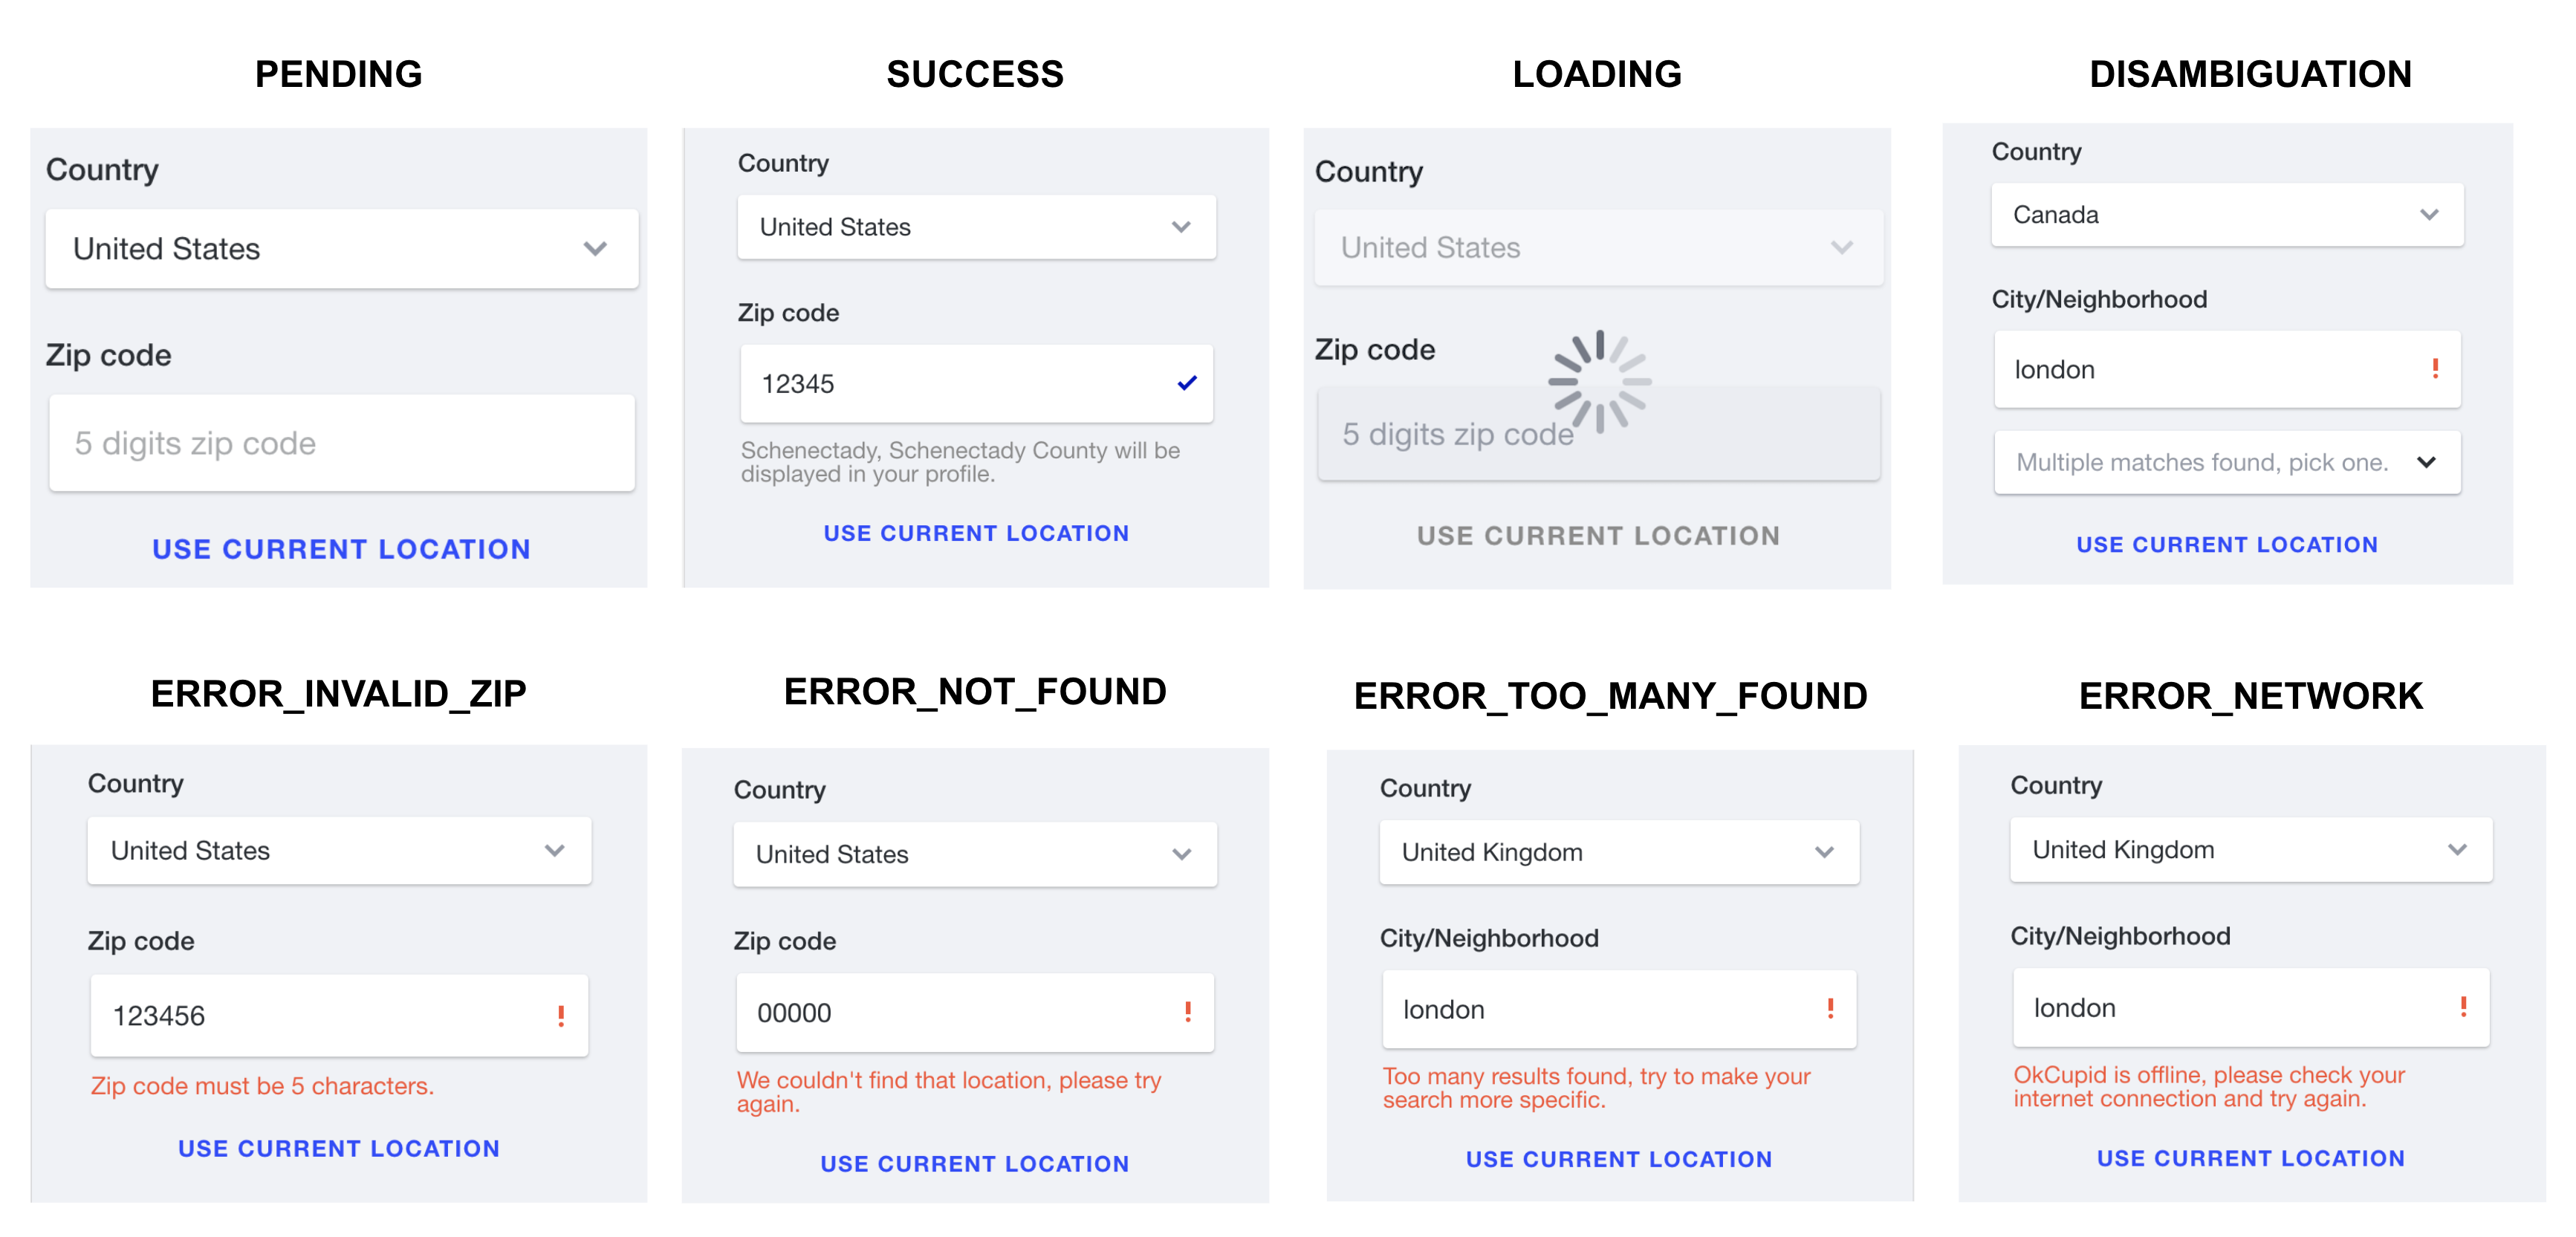 PENDING
Country
United States
Zip code
5 digits zip code
USE CURRENT LOCATION
SUCCESS
Country
United States
Zip code
12345
Schenectady, Schenectady County will be
displayed in your profile.
USE CURRENT LOCATION
LOADING
Country
United States
Zip code
5 digits zip code
USE CURRENT LOCATION
DISAMBIGUATION
Country
Canada
City/Neighborhood
london
!
Multiple matches found, pick one.
USE CURRENT LOCATION
ERROR_INVALID_ZIP
Country
United States
Zip code
123456
!
Zip code must be 5 characters.
USE CURRENT LOCATION
ERROR_NOT_FOUND
Country
United States
Zip code
00000
!
We couldn't find that location, please try
again.
USE CURRENT LOCATION
ERROR_TOO_MANY_FOUND
Country
United Kingdom
City/Neighborhood
london
!
Too many results found, try to make your
search more specific.
USE CURRENT LOCATION
ERROR_NETWORK
Country
United Kingdom
City/Neighborhood
london
!
OkCupid is offline, please check your
internet connection and try again.
USE CURRENT LOCATION